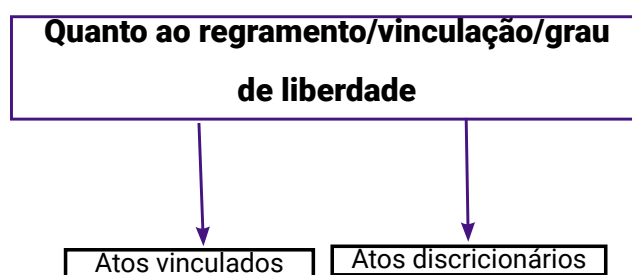 Quanto ao regramento/vinculação/grau
de liberdade
Atos vinculados
Atos discricionários